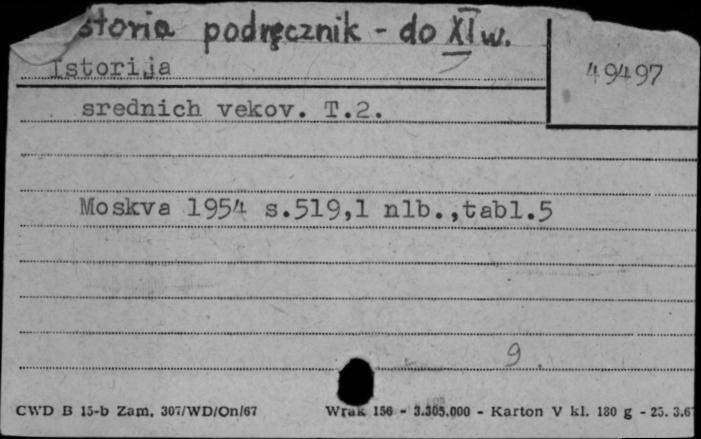 storia podręcznik - do XI w.
Istorija
49497
srednich vekov. T.2.
Moskva 1954 s.519,1 nlb.,tabl.5
9.
CWD B 15-b Zam. 307/WD/On/67 Wrak 156 - 3.305.000 - Karton V kl. 180 g - 25. 3.67